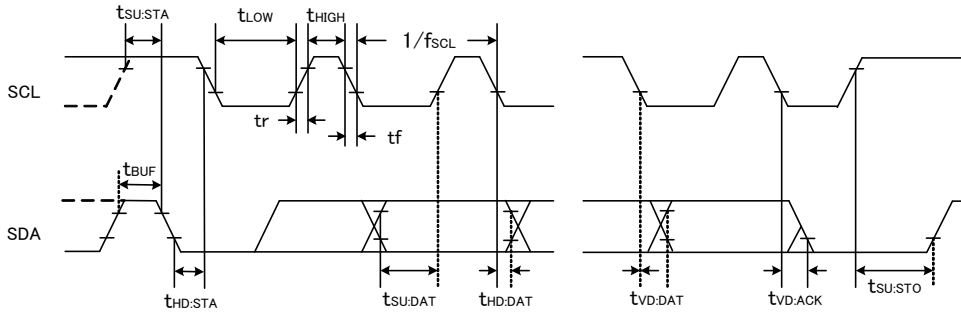 tSU:STA tLOW tHIGH 1/fSCL
SCL
tr tf
tBUF
SDA
tHD:STA tSU:DAT tHD:DAT tVD:DAT tVD:ACK tSU:STO